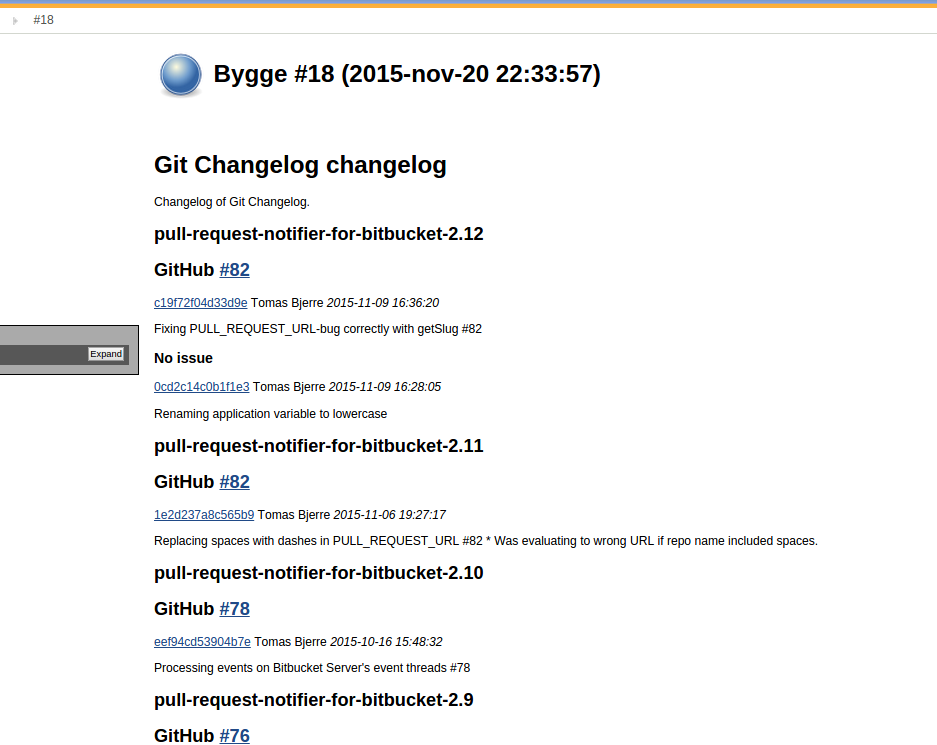 #18
Bygge #18 (2015-nov-20 22:33:57)
Git Changelog changelog
Changelog of Git Changelog.
pull-request-notifier-for-bitbucket-2.12
GitHub #82
c19f72f04d33d9e Tomas Bjerre 2015-11-09 16:36:20
Fixing PULL_REQUEST_URL-bug correctly with getSlug #82
Expand
No issue
0cd2c14c0b1f1e3 Tomas Bjerre 2015-11-09 16:28:05
Renaming application variable to lowercase
pull-request-notifier-for-bitbucket-2.11
GitHub #82
1e2d237a8c565b9 Tomas Bjerre 2015-11-06 19:27:17
Replacing spaces with dashes in PULL_REQUEST_URL #82 * Was evaluating to wrong URL if repo name included spaces.
pull-request-notifier-for-bitbucket-2.10
GitHub #78
eef94cd53904b7e Tomas Bjerre 2015-10-16 15:48:32
Processing events on Bitbucket Server's event threads #78
pull-request-notifier-for-bitbucket-2.9
GitHub #76